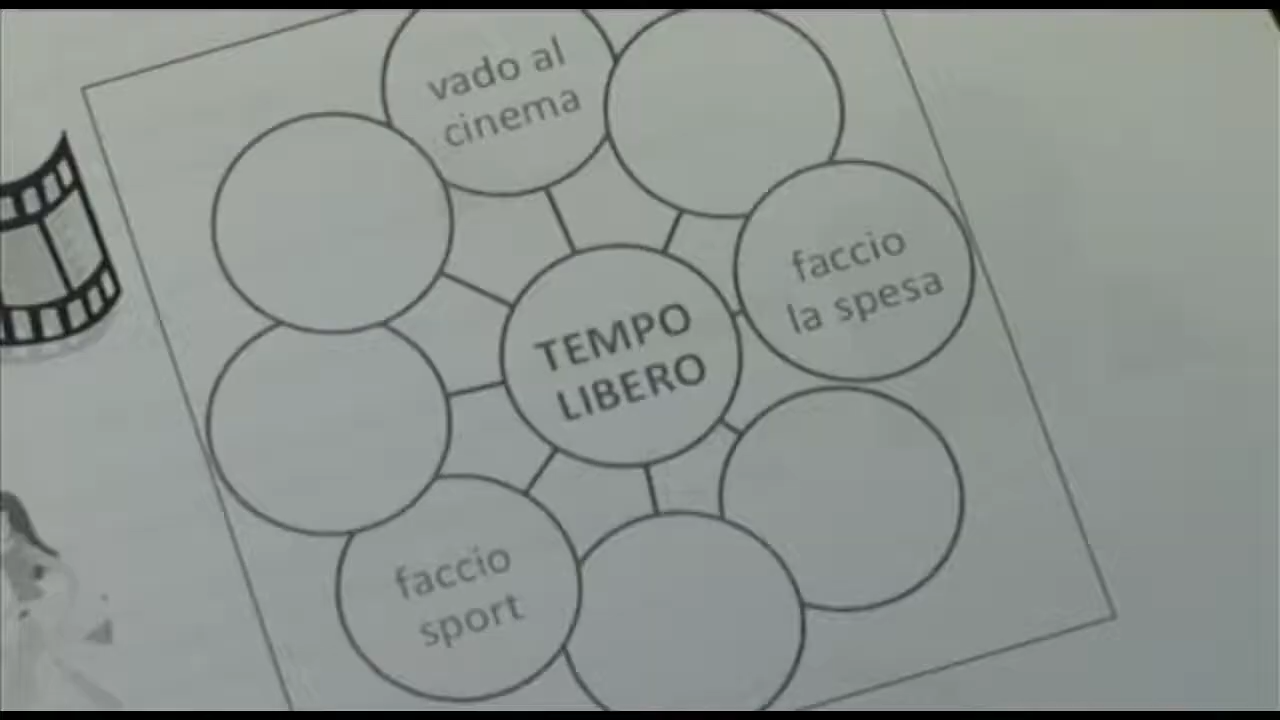 vado al
cinema
faccio
la spesa
TEMPO
LIBERO
faccio
sport